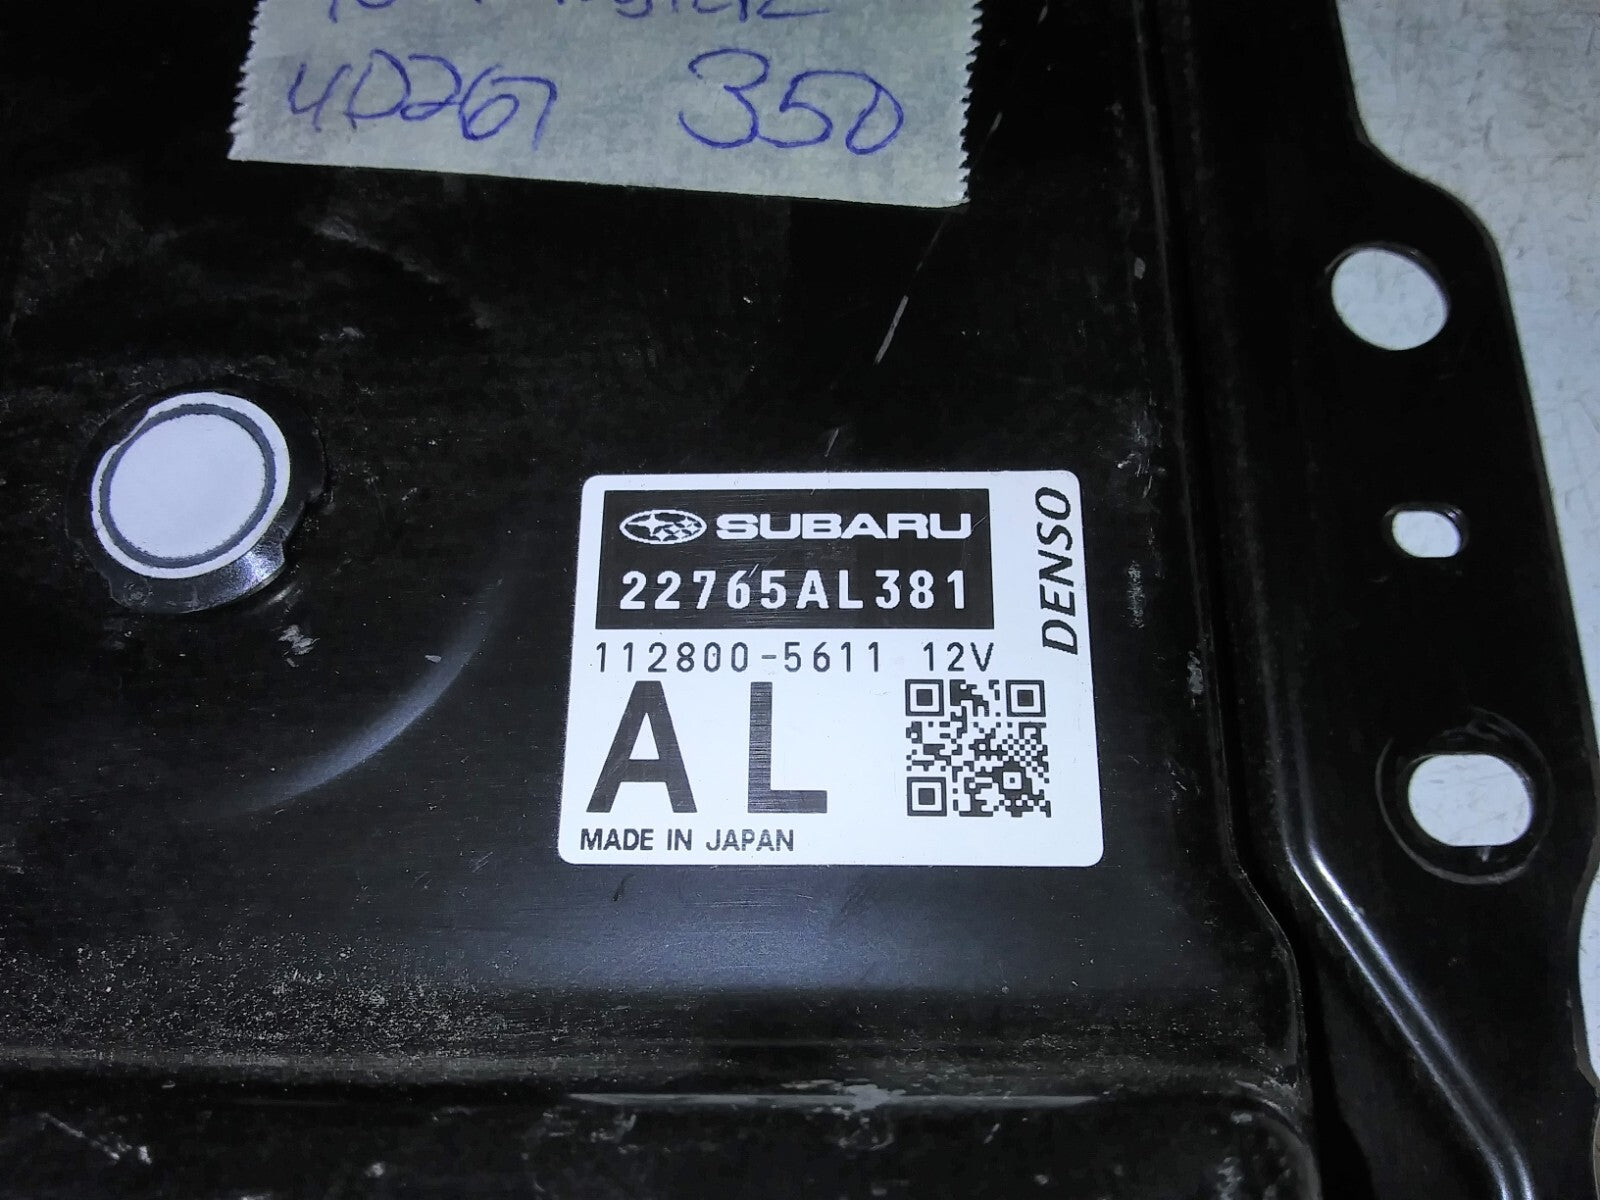 4D267 350
SUBARU
22765AL381
112800-5611 12V
AL
MADE IN JAPAN
DENSO